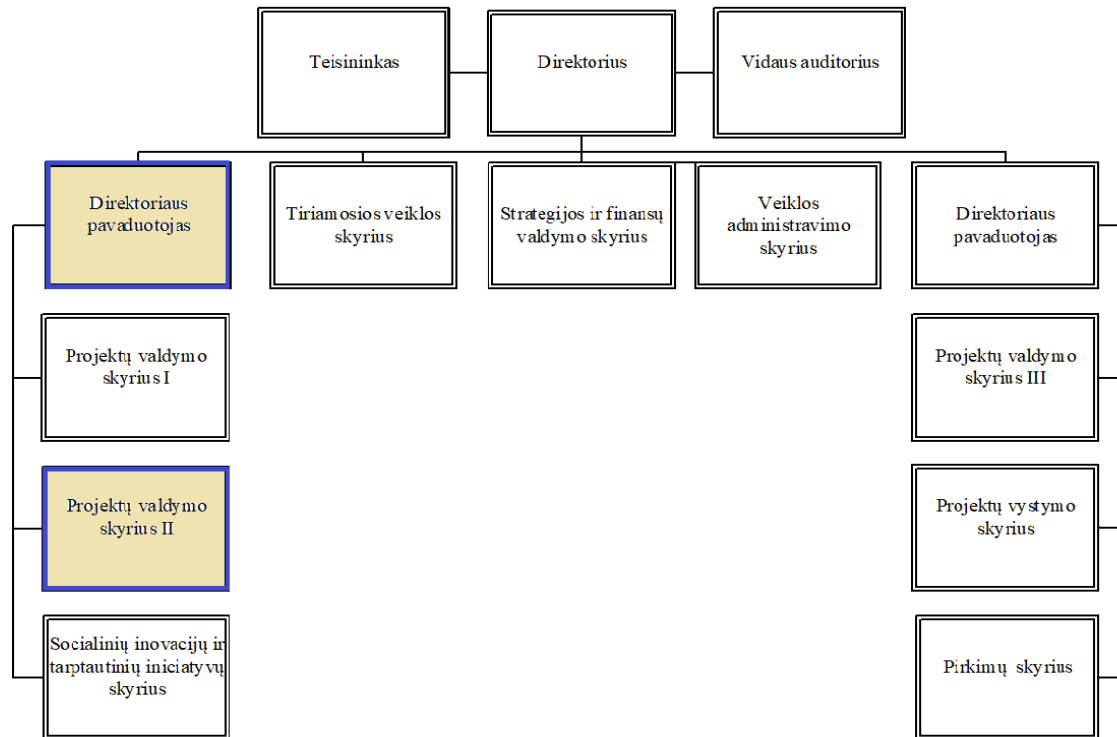 Teisininkas
Direktorius
Vidaus auditorius
Direktoriaus
pavaduotojas
Tiriamosios veiklos
skyrius
Strategijos ir finansų
valdymo skyrius
Veiklos
administravimo
skyrius
Direktoriaus
pavaduotojas
Projektų valdymo
skyrius I
Projektų valdymo
skyrius III
Projektų valdymo
skyrius II
Projektų vystymo
skyrius
Socialinių inovacijų ir
tarptautinių iniciatyvų
skyrius
Pirkimų skyrius